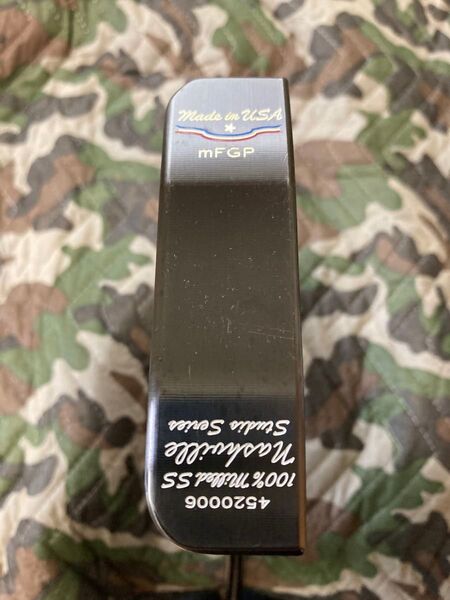 Made in USA
mFGP
4520006
100% Milled SS
Nashville
Studio Series